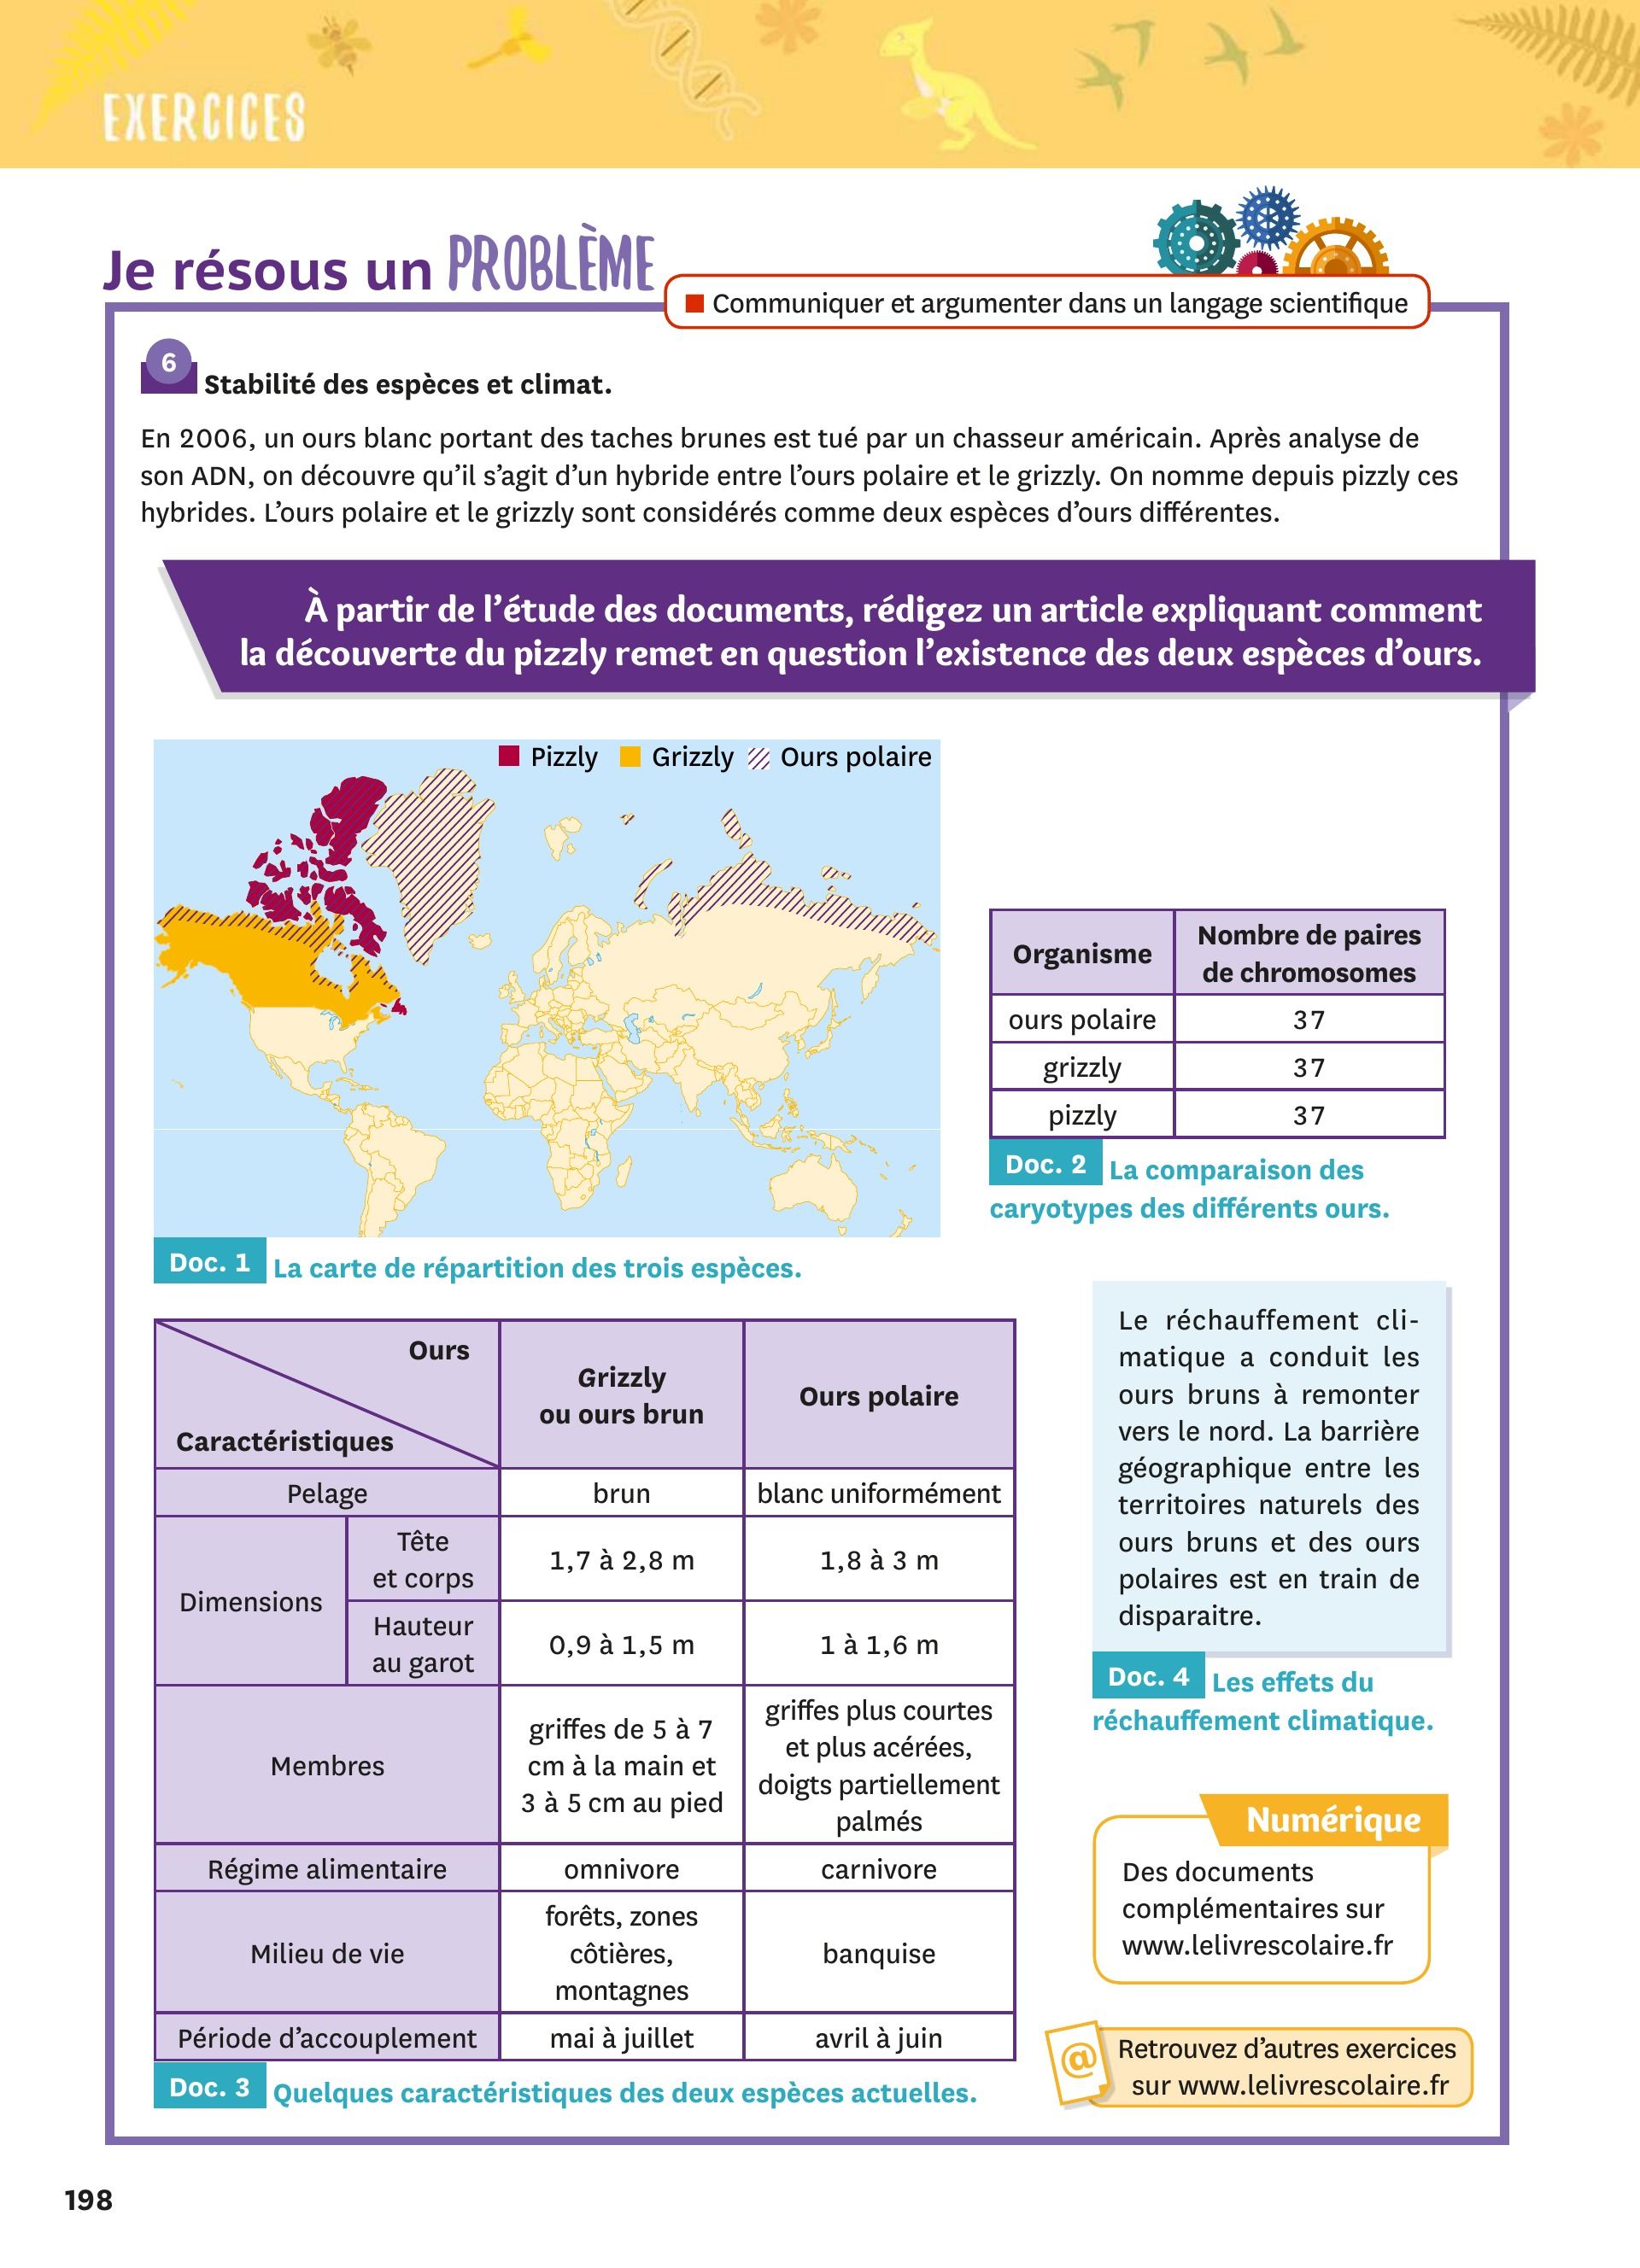 EXERCICES
Je résous un PROBLÈME
■ Communiquer et argumenter dans un langage scientifique
6
Stabilité des espèces et climat.
En 2006, un ours blanc portant des taches brunes est tué par un chasseur américain. Après analyse de
son ADN, on découvre qu’il s’agit d’un hybride entre l’ours polaire et le grizzly. On nomme depuis pizzly ces
hybrides. L’ours polaire et le grizzly sont considérés comme deux espèces d’ours différentes.
À partir de l’étude des documents, rédigez un article expliquant comment
la découverte du pizzly remet en question l’existence des deux espèces d’ours.
Pizzly Grizzly Ours polaire
Doc. 1 La carte de répartition des trois espèces.
Organisme
Nombre de paires
de chromosomes
ours polaire 37
grizzly 37
pizzly 37
Doc. 2 La comparaison des
caryotypes des différents ours.
Ours
Caractéristiques
Grizzly
ou ours brun
Ours polaire
Pelage brun blanc uniformément
Dimensions
Tête
et corps
1,7 à 2,8 m 1,8 à 3 m
Hauteur
au garot
0,9 à 1,5 m 1 à 1,6 m
Membres
griffes de 5 à 7
cm à la main et
3 à 5 cm au pied
griffes plus courtes
et plus acérées,
doigts partiellement
palmés
Régime alimentaire omnivore carnivore
Milieu de vie
forêts, zones
côtières,
montagnes
banquise
Période d’accouplement mai à juillet avril à juin
Doc. 3 Quelques caractéristiques des deux espèces actuelles.
Le réchauffement cli-
matique a conduit les
ours bruns à remonter
vers le nord. La barrière
géographique entre les
territoires naturels des
ours bruns et des ours
polaires est en train de
disparaitre.
Doc. 4 Les effets du
réchauffement climatique.
Numérique
Des documents
complémentaires sur
www.lelivrescolaire.fr
@
Retrouvez d’autres exercices
sur www.lelivrescolaire.fr
198